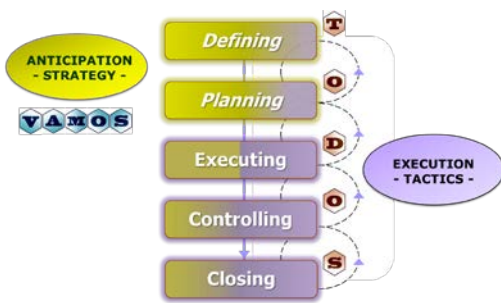 Defining
T
ANTICIPATION
- STRATEGY -
O
Planning
VAMOS
D
Executing
EXECUTION
- TACTICS -
O
Controlling
S
Closing